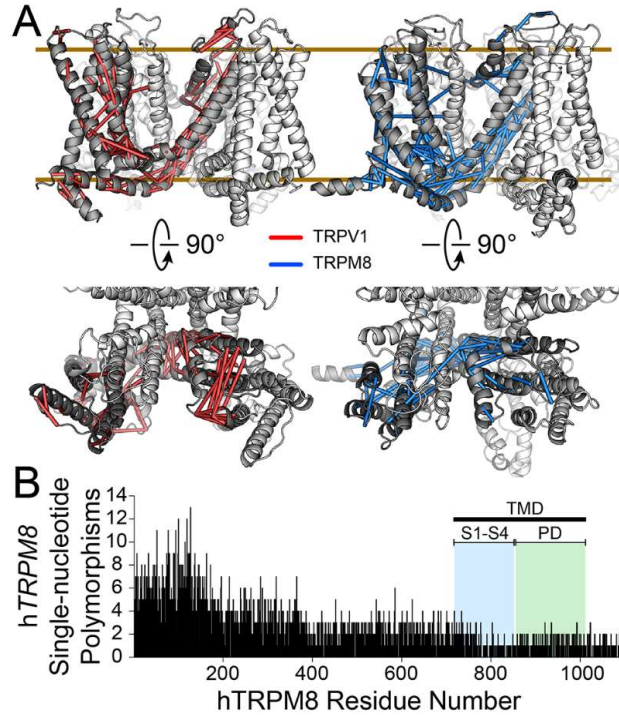 A
90°
TRPV1
TRPM8
90°
B
hTRPM8
Single-nucleotide
Polymorphisms
14
12
10
8
6
4
2
0
TMD
S1-S4 PD
200 400 600 800 1000
hTRPM8 Residue Number